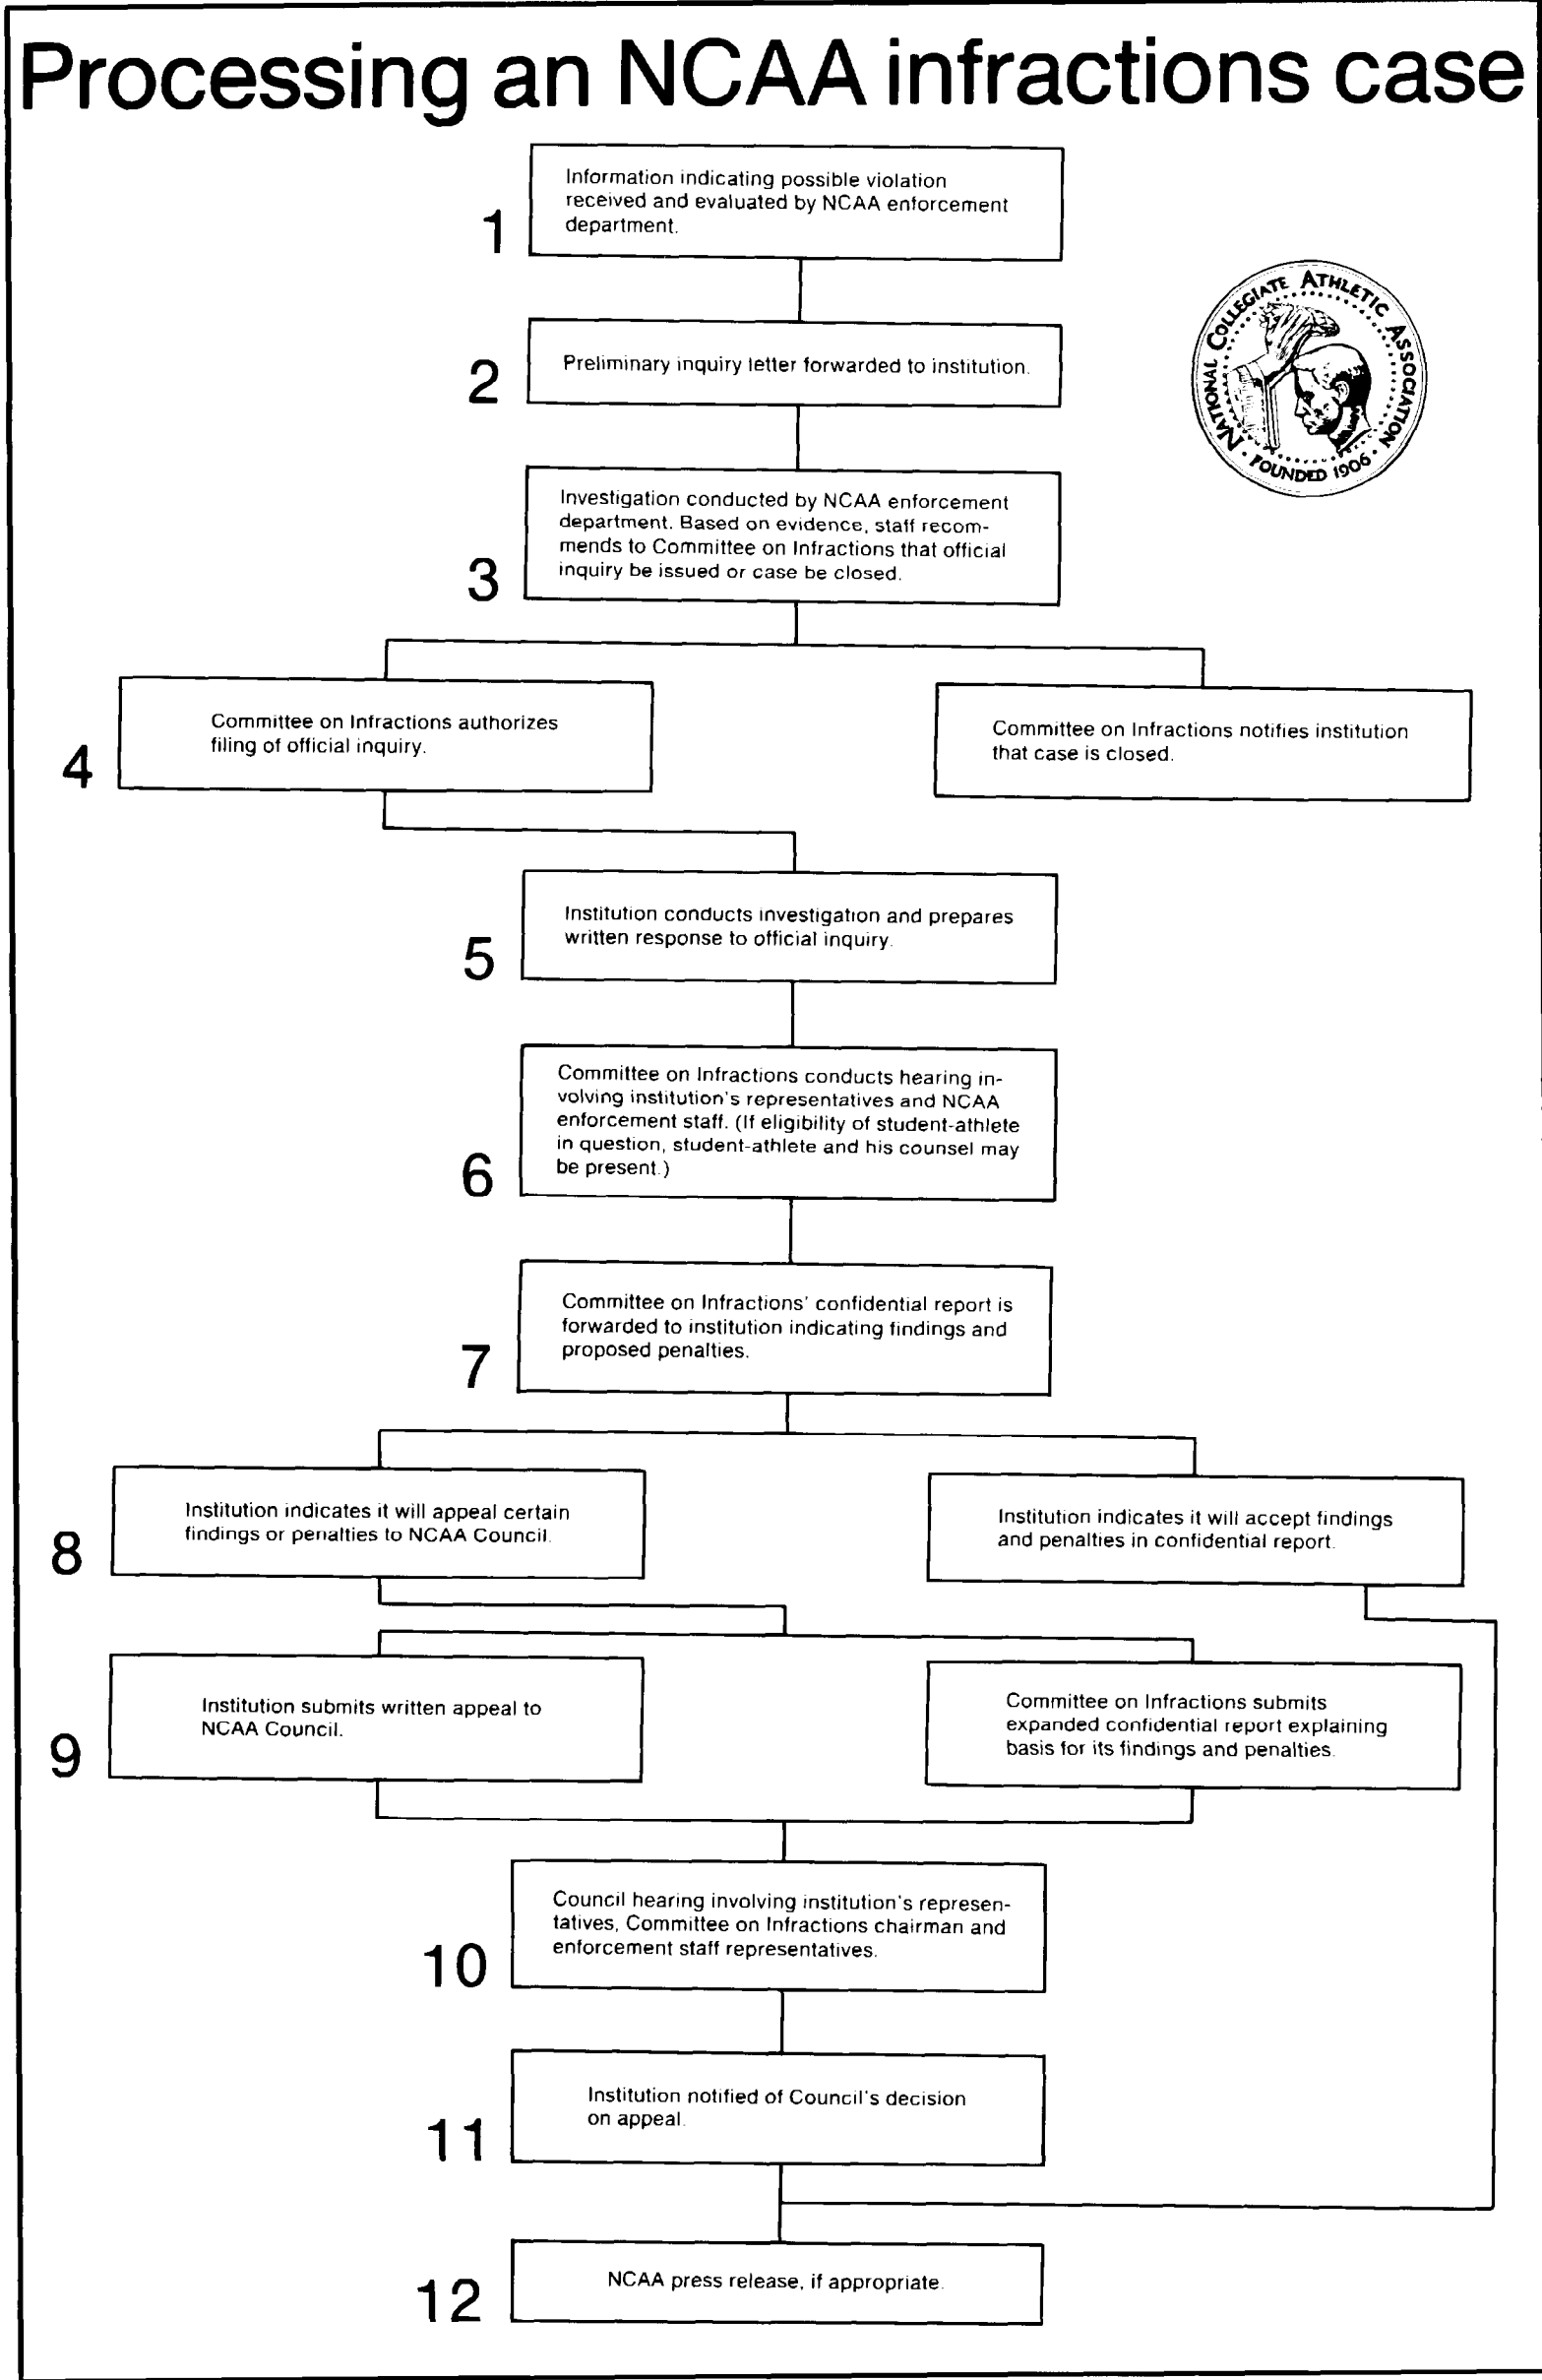 Processing an NCAA infractions case
1
Information indicating possible violation
received and evaluated by NCAA enforcement
department.
NATIONAL COLLEGIATE ATHLETIC ASSOCIATION
· FOUNDED 1906 ·
2
Preliminary inquiry letter forwarded to institution.
3
Investigation conducted by NCAA enforcement
department. Based on evidence, staff recom-
mends to Committee on Infractions that official
inquiry be issued or case be closed.
4
Committee on Infractions authorizes
filing of official inquiry.
Committee on Infractions notifies institution
that case is closed.
5
Institution conducts investigation and prepares
written response to official inquiry.
6
Committee on Infractions conducts hearing in-
volving institution's representatives and NCAA
enforcement staff. (If eligibility of student-athlete
in question, student-athlete and his counsel may
be present.)
7
Committee on Infractions' confidential report is
forwarded to institution indicating findings and
proposed penalties.
8
Institution indicates it will appeal certain
findings or penalties to NCAA Council.
Institution indicates it will accept findings
and penalties in confidential report.
9
Institution submits written appeal to
NCAA Council.
Committee on Infractions submits
expanded confidential report explaining
basis for its findings and penalties.
10
Council hearing involving institution's represen-
tatives, Committee on Infractions chairman and
enforcement staff representatives.
11
Institution notified of Council's decision
on appeal.
12
NCAA press release, if appropriate.